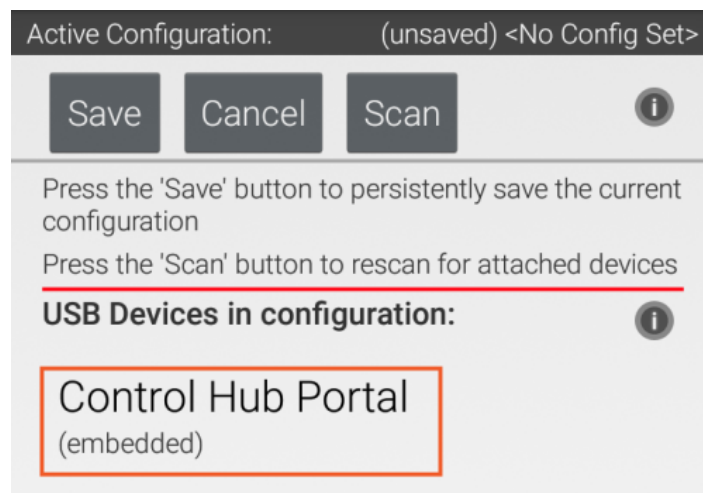 Active Configuration: (unsaved) <No Config Set>
Save Cancel Scan
Press the 'Save' button to persistently save the current
configuration
Press the 'Scan' button to rescan for attached devices
USB Devices in configuration:
Control Hub Portal
(embedded)